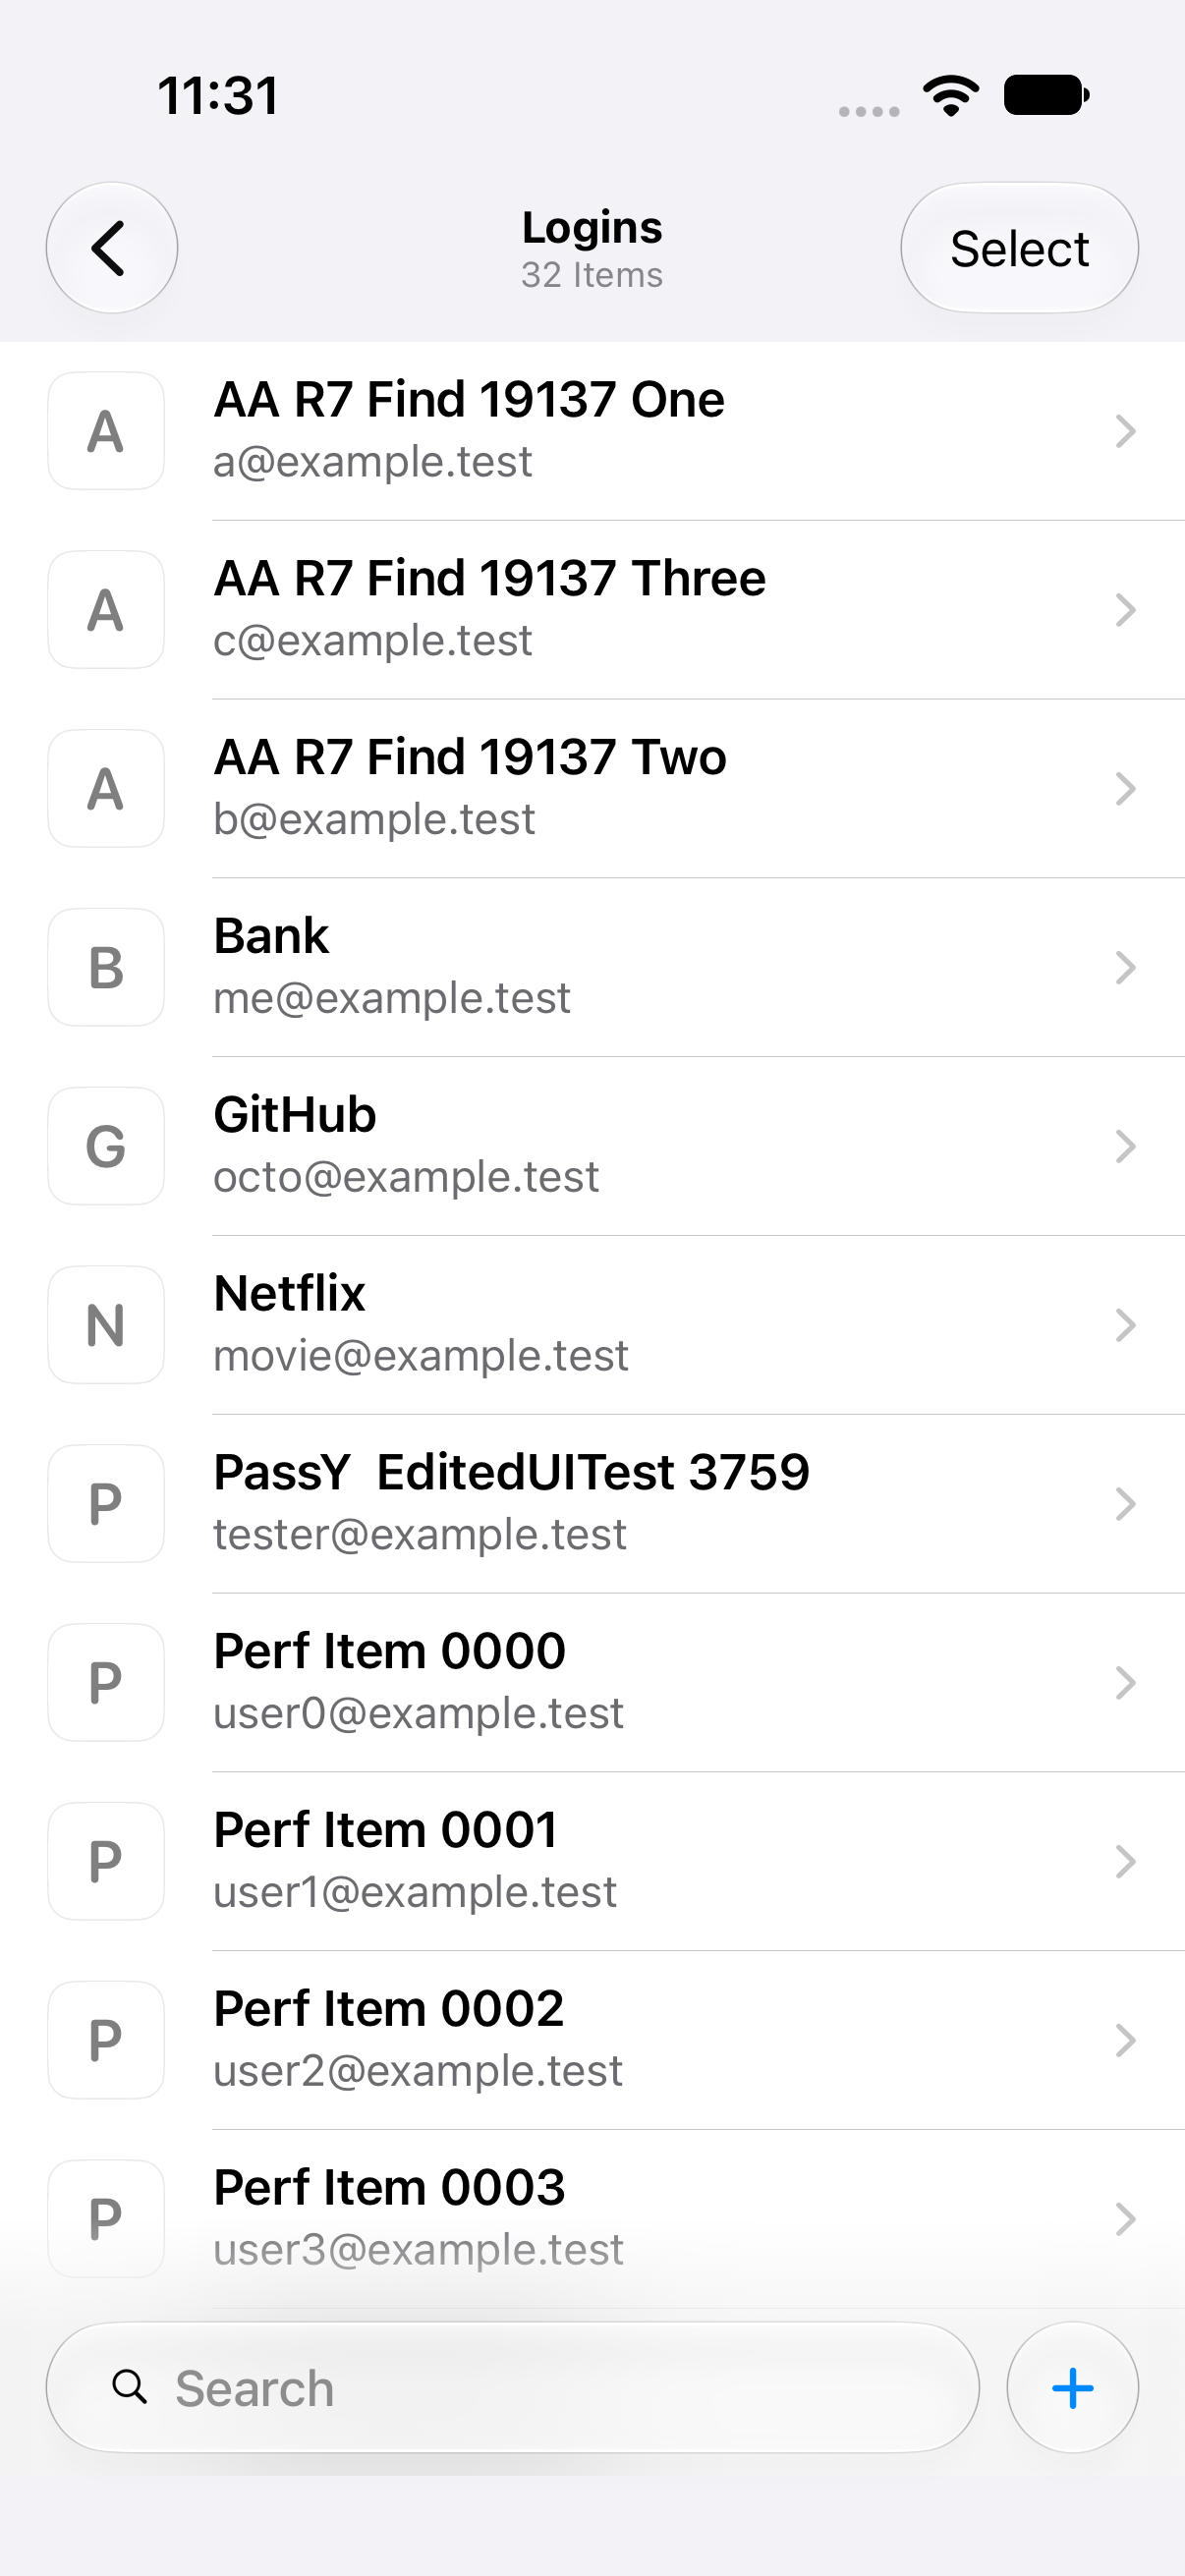 11:31
Logins
32 Items
Select
A
AA R7 Find 19137 One
a@example.test
A
AA R7 Find 19137 Three
c@example.test
A
AA R7 Find 19137 Two
b@example.test
B
Bank
me@example.test
G
GitHub
octo@example.test
N
Netflix
movie@example.test
P
PassY  EditedUITest 3759
tester@example.test
P
Perf Item 0000
user0@example.test
P
Perf Item 0001
user1@example.test
P
Perf Item 0002
user2@example.test
P
Perf Item 0003
user3@example.test
Search